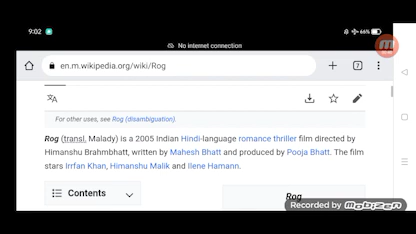 9:02
66%
No internet connection
en.m.wikipedia.org/wiki/Rog
7
For other uses, see Rog (disambiguation).
Rog (transl. Malady) is a 2005 Indian Hindi-language romance thriller film directed by
Himanshu Brahmbhatt, written by Mahesh Bhatt and produced by Pooja Bhatt. The film
stars Irrfan Khan, Himanshu Malik and Ilene Hamann.
Contents
Rog
Recorded by Mobizen